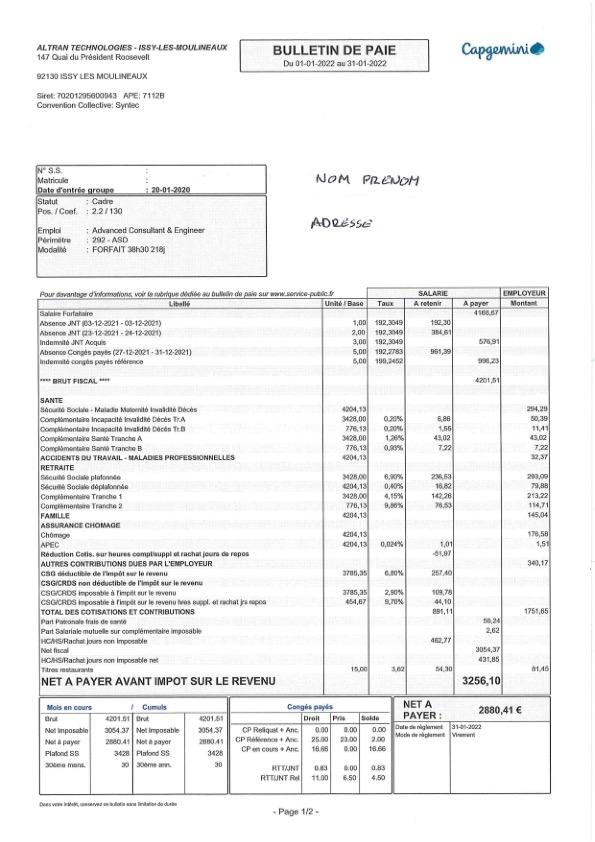 ALTRAN TECHNOLOGIES - ISSY-LES-MOULINEAUX
147 Quai du Président Roosevelt
92130 ISSY LES MOULINEAUX
Siret: 70201295600943 APE: 7112B
Convention Collective: Syntec
BULLETIN DE PAIE
Du 01-01-2022 au 31-01-2022
Capgemini
N° S.S. :
Matricule :
Date d'entrée groupe : 20-01-2020
Statut : Cadre
Pos. / Coef. : 2.2 / 130
Emploi : Advanced Consultant & Engineer
Périmètre : 292 - ASD
Modalité : FORFAIT 38h30 218j
NOM PRENOM
ADRESSE
Pour davantage d'informations, voir la rubrique dédiée au bulletin de paie sur www.service-public.fr SALARIE EMPLOYEUR
Libellé Unité / Base Taux A retenir A payer Montant
Salaire Forfaitaire 4166,67
Absence JNT (03-12-2021 - 03-12-2021) 1,00 192,3049 192,30
Absence JNT (23-12-2021 - 24-12-2021) 2,00 192,3049 384,61
Indemnité JNT Acquis 3,00 192,3049 576,91
Absence Congés payés (27-12-2021 - 31-12-2021) 5,00 192,2783 961,39
Indemnité congés payés référence 5,00 199,2452 996,23
**** BRUT FISCAL **** 4201,51
SANTE
Sécurité Sociale - Maladie Maternité Invalidité Décès 4204,13 294,29
Complémentaire Incapacité Invalidité Décès Tr.A 3428,00 0,20% 6,86 50,39
Complémentaire Incapacité Invalidité Décès Tr.B 776,13 0,20% 1,55 11,41
Complémentaire Santé Tranche A 3428,00 1,26% 43,02 43,02
Complémentaire Santé Tranche B 776,13 0,93% 7,22 7,22
ACCIDENTS DU TRAVAIL - MALADES PROFESSIONNELLES 4204,13 32,37
RETRAITE
Sécurité Sociale plafonnée 3428,00 6,90% 236,53 293,09
Sécurité Sociale déplafonnée 4204,13 0,40% 16,82 79,88
Complémentaire Tranche 1 3428,00 4,15% 142,26 213,22
Complémentaire Tranche 2 776,13 9,86% 76,53 114,71
FAMILLE 4204,13 145,04
ASSURANCE CHOMAGE
Chômage 4204,13 176,58
APEC 4204,13 0,024% 1,01 1,51
Réduction Cotis. sur heures compl/suppl et rachat jours de repos -51,97
AUTRES CONTRIBUTIONS DUES PAR L'EMPLOYEUR 340,17
CSG déductible de l'impôt sur le revenu 3785,35 6,80% 257,40
CSG/CRDS non déductible de l'impôt sur le revenu
CSG/CRDS imposable à l'impôt sur le revenu 3785,35 2,90% 109,78
CSG/CRDS imposable à l'impôt sur le revenu hres suppl. et rachat jrs repos 454,67 9,70% 44,10
TOTAL DES COTISATIONS ET CONTRIBUTIONS 891,11 1751,65
Part Patronale frais de santé 58,24
Part Salariale mutuelle sur complémentaire imposable 2,62
HC/HS/Rachat jours non imposable 462,77
Net fiscal 3054,37
HC/HS/Rachat jours non imposable net 431,85
Titres restaurants 15,00 3,62 54,30 81,45
NET A PAYER AVANT IMPOT SUR LE REVENU 3256,10
Mois en cours / Cumuls
Brut 4201.51 Brut 4201.51
Net Imposable 3054.37 Net Imposable 3054.37
Net à payer 2880.41 Net à payer 2880.41
Plafond SS 3428 Plafond SS 3428
30ème mens. 30 30ème ann. 30
Congés payés
Droit Pris Solde
CP Reliquat + Anc. 0.00 0.00 0.00
CP Référence + Anc. 25.00 23.00 2.00
CP en cours + Anc. 16.66 0.00 16.66
RTT/JNT 0.83 0.00 0.83
RTT/JNT Rel 11.00 6.50 4.50
NET A PAYER : 2880,41 €
Date de règlement 31-01-2022
Mode de règlement Virement
Dans votre intérêt, conservez en bulletin sans limitation de durée
- Page 1/2 -